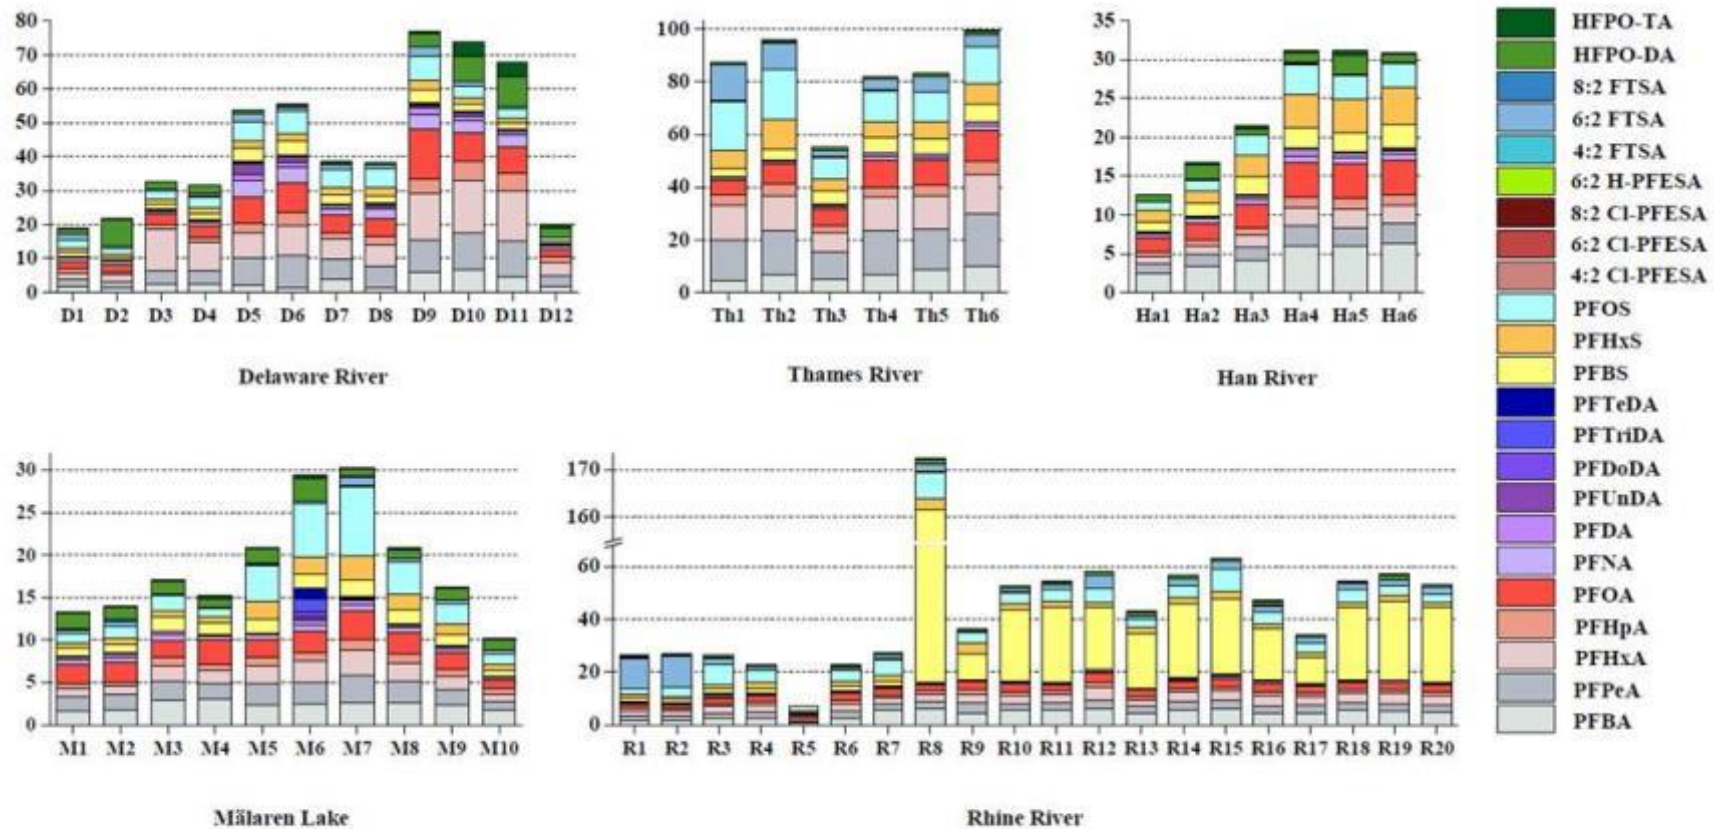 80
70
60
50
40
30
20
10
0
D1 D2 D3 D4 D5 D6 D7 D8 D9 D10 D11 D12
Delaware River
100
80
60
40
20
0
Th1 Th2 Th3 Th4 Th5 Th6
Thames River
35
30
25
20
15
10
5
0
Ha1 Ha2 Ha3 Ha4 Ha5 Ha6
Han River
30
25
20
15
10
5
0
M1 M2 M3 M4 M5 M6 M7 M8 M9 M10
Mälaren Lake
170
160
60
40
20
0
R1 R2 R3 R4 R5 R6 R7 R8 R9 R10 R11 R12 R13 R14 R15 R16 R17 R18 R19 R20
Rhine River
HFPO-TA
HFPO-DA
8:2 FTSA
6:2 FTSA
4:2 FTSA
6:2 H-PFESA
8:2 Cl-PFESA
6:2 Cl-PFESA
4:2 Cl-PFESA
PFOS
PFHxS
PFBS
PFTeDA
PFTriDA
PFDoDA
PFUnDA
PFDA
PFNA
PFOA
PFHpA
PFHxA
PFPeA
PFBA